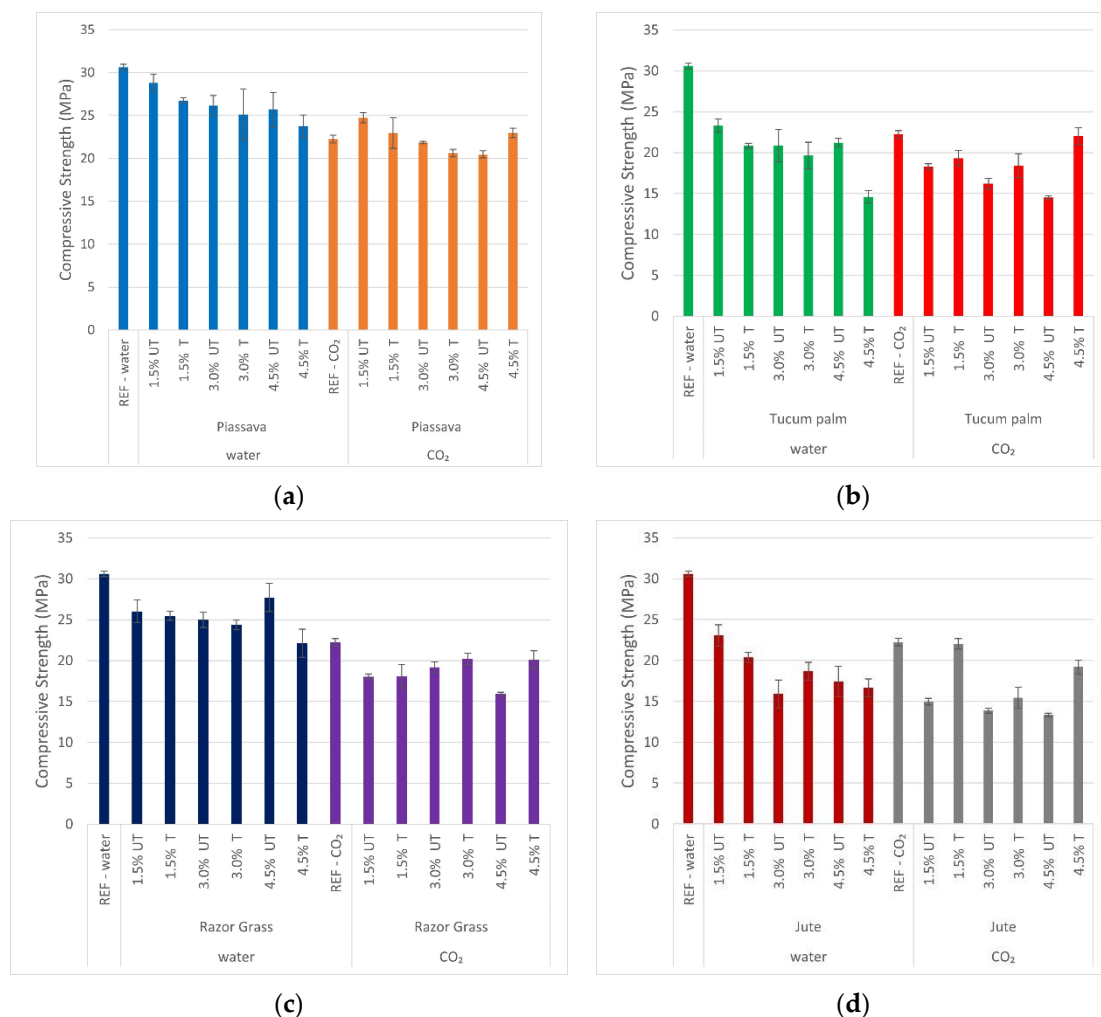 35
30
25
20
15
10
5
0
Compressive Strength (MPa)
REF - water
1.5% UT
1.5% T
3.0% UT
3.0% T
4.5% UT
4.5% T
REF - CO₂
1.5% UT
1.5% T
3.0% UT
3.0% T
4.5% UT
4.5% T
Piassava
Piassava
water
CO₂
(a)
35
30
25
20
15
10
5
0
Compressive Strength (MPa)
REF - water
1.5% UT
1.5% T
3.0% UT
3.0% T
4.5% UT
4.5% T
REF - CO₂
1.5% UT
1.5% T
3.0% UT
3.0% T
4.5% UT
4.5% T
Tucum palm
Tucum palm
water
CO₂
(b)
35
30
25
20
15
10
5
0
Compressive Strength (MPa)
REF - water
1.5% UT
1.5% T
3.0% UT
3.0% T
4.5% UT
4.5% T
REF - CO₂
1.5% UT
1.5% T
3.0% UT
3.0% T
4.5% UT
4.5% T
Razor Grass
Razor Grass
water
CO₂
(c)
35
30
25
20
15
10
5
0
Compressive Strength (MPa)
REF - water
1.5% UT
1.5% T
3.0% UT
3.0% T
4.5% UT
4.5% T
REF - CO₂
1.5% UT
1.5% T
3.0% UT
3.0% T
4.5% UT
4.5% T
Jute
Jute
water
CO₂
(d)